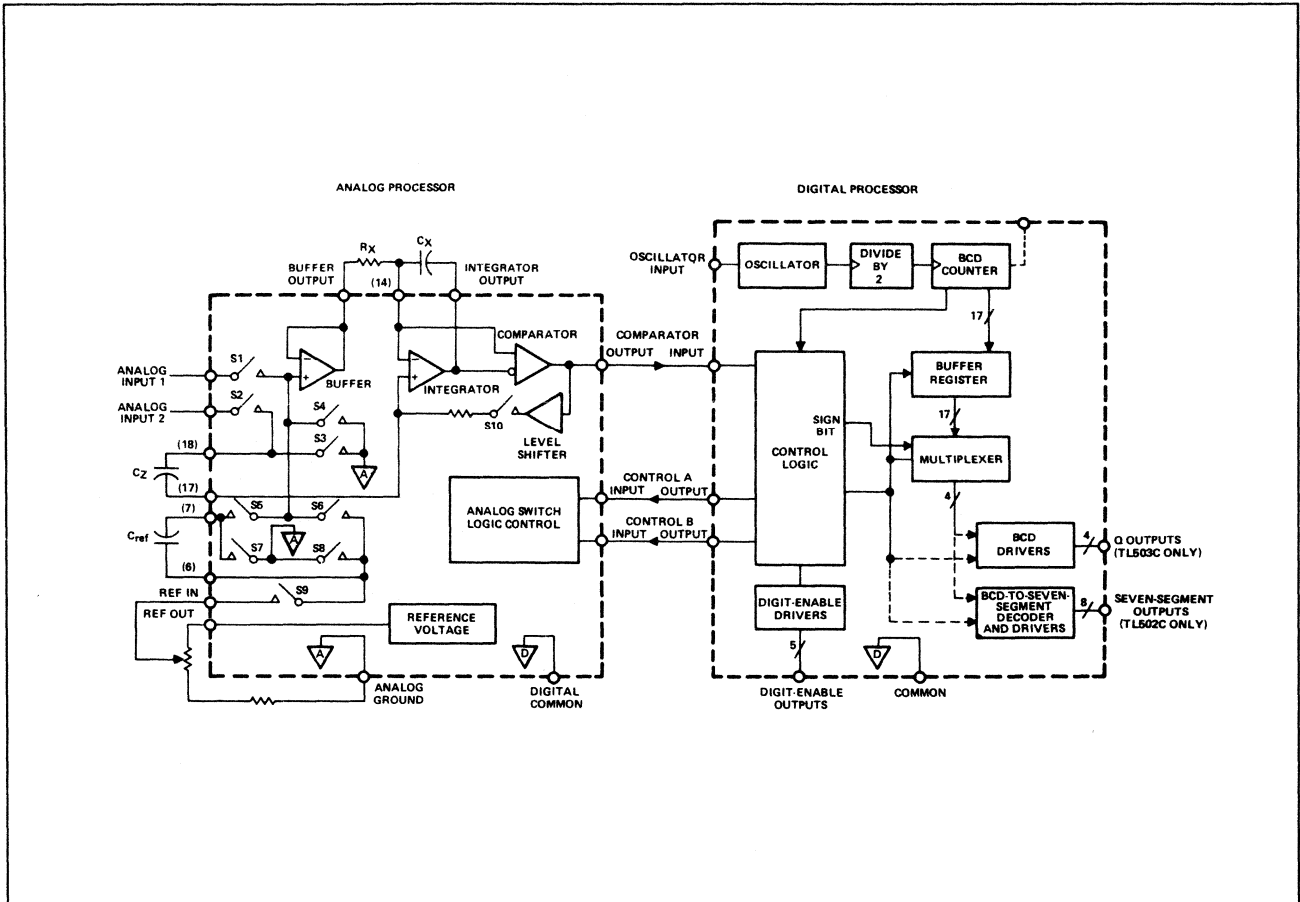 ANALOG PROCESSOR
DIGITAL PROCESSOR
RX
CX
BUFFER
OUTPUT
(14)
INTEGRATOR
OUTPUT
S1
ANALOG
INPUT 1
S2
ANALOG
INPUT 2
BUFFER
INTEGRATOR
COMPARATOR
S4
S3
A
S10
LEVEL
SHIFTER
(18)
CZ
(17)
(7)
Cref
(6)
S5
S6
S7
A
S8
S9
REF IN
REF OUT
ANALOG SWITCH
LOGIC CONTROL
REFERENCE
VOLTAGE
A
D
ANALOG
GROUND
DIGITAL
COMMON
COMPARATOR
OUTPUT INPUT
CONTROL A
INPUT OUTPUT
CONTROL B
INPUT OUTPUT
OSCILLATOR
INPUT
OSCILLATOR
DIVIDE
BY
2
BCD
COUNTER
17
BUFFER
REGISTER
17
SIGN
BIT
CONTROL
LOGIC
MULTIPLEXER
4
BCD
DRIVERS
4
Q OUTPUTS
(TL503C ONLY)
BCD-TO-SEVEN-
SEGMENT
DECODER
AND DRIVERS
8
SEVEN-SEGMENT
OUTPUTS
(TL502C ONLY)
DIGIT-ENABLE
DRIVERS
5
D
DIGIT-ENABLE
OUTPUTS
COMMON